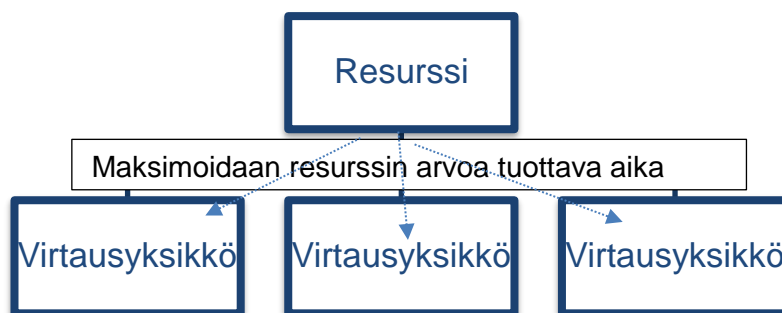 Resurssi
Maksimoidaan resurssin arvoa tuottava aika
Virtausyksikkö
Virtausyksikkö
Virtausyksikkö